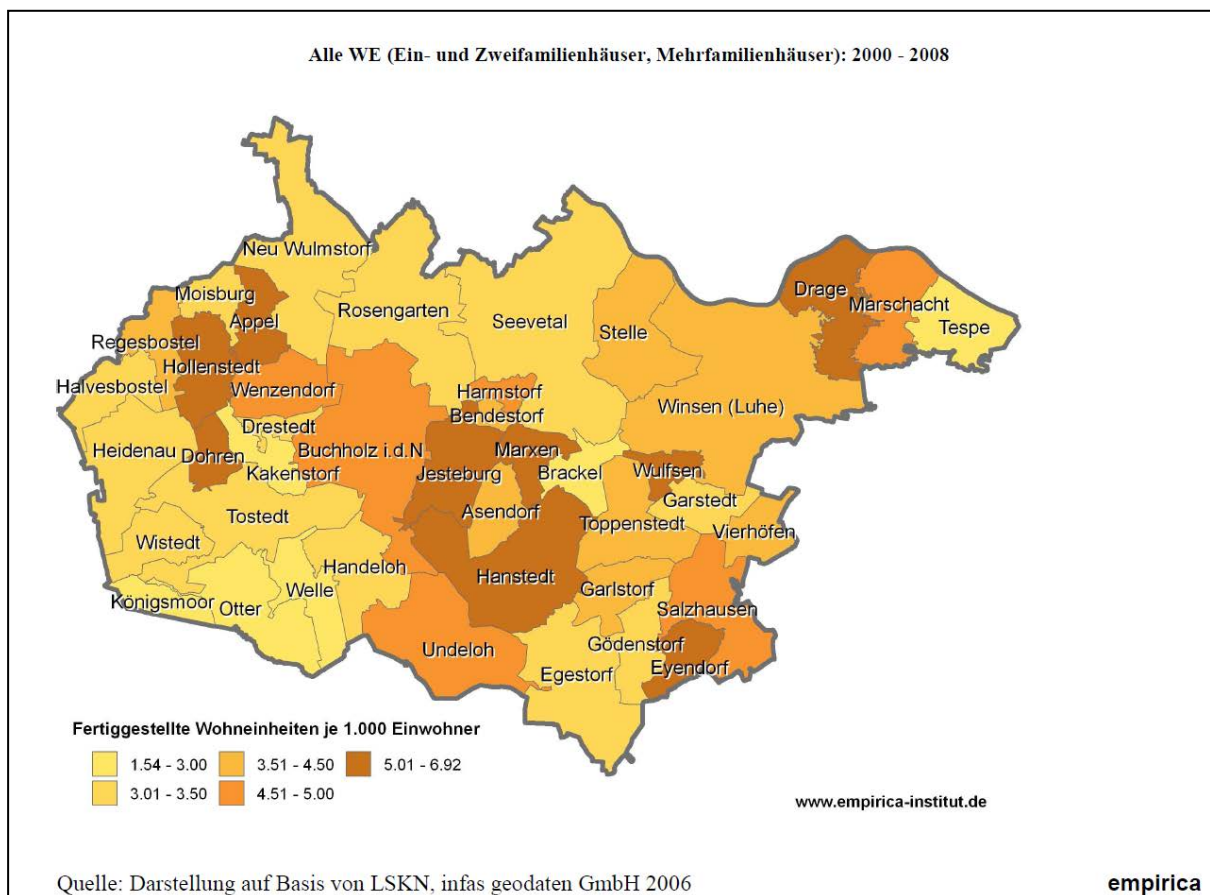 Alle WE (Ein- und Zweifamilienhäuser, Mehrfamilienhäuser): 2000 - 2008
Neu Wulmstorf
Moisburg
Appel
Rosengarten
Seevetal
Stelle
Drage
Marschacht
Tespe
Regesbostel
Hollenstedt
Halvesbostel
Wenzendorf
Harmstorf
Bendestorf
Winsen (Luhe)
Drestedt
Heidenau
Dohren
Buchholz i.d.N
Marxen
Kakenstorf
Jesteburg
Brackel
Wulfsen
Garstedt
Asendorf
Tostedt
Toppenstedt
Vierhöfen
Wistedt
Handeloh
Hanstedt
Welle
Garlstorf
Königsmoor
Otter
Salzhausen
Undeloh
Gödenstorf
Egestorf
Eyendorf
Fertiggestellte Wohneinheiten je 1.000 Einwohner
1.54 - 3.00
3.51 - 4.50
5.01 - 6.92
3.01 - 3.50
4.51 - 5.00
www.empirica-institut.de
Quelle: Darstellung auf Basis von LSKN, infas geodaten GmbH 2006
empirica